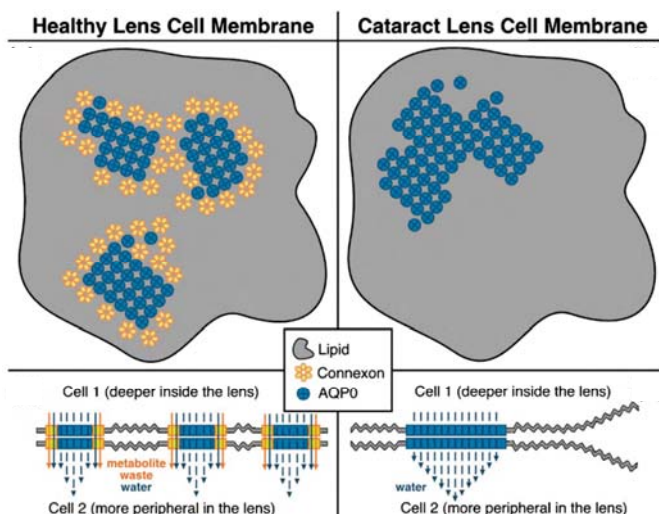 Healthy Lens Cell Membrane
Cataract Lens Cell Membrane
Lipid
Connexon
AQP0
Cell 1 (deeper inside the lens)
metabolite
waste
water
Cell 2 (more peripheral in the lens)
Cell 1 (deeper inside the lens)
water
Cell 2 (more peripheral in the lens)